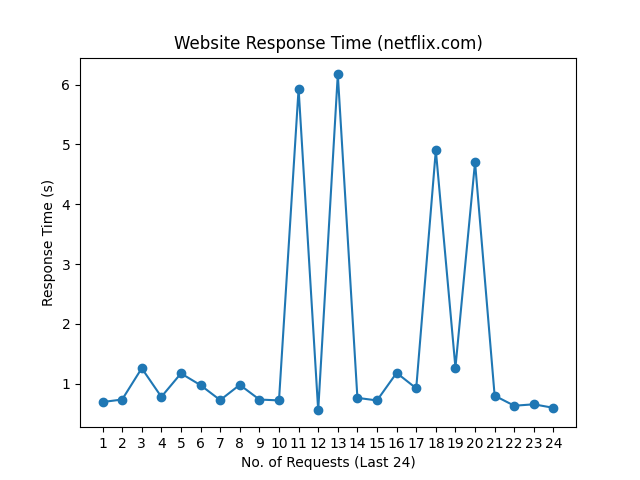 Website Response Time (netflix.com)
6
5
4
3
2
1
Response Time (s)
1 2 3 4 5 6 7 8 9 10 11 12 13 14 15 16 17 18 19 20 21 22 23 24
No. of Requests (Last 24)